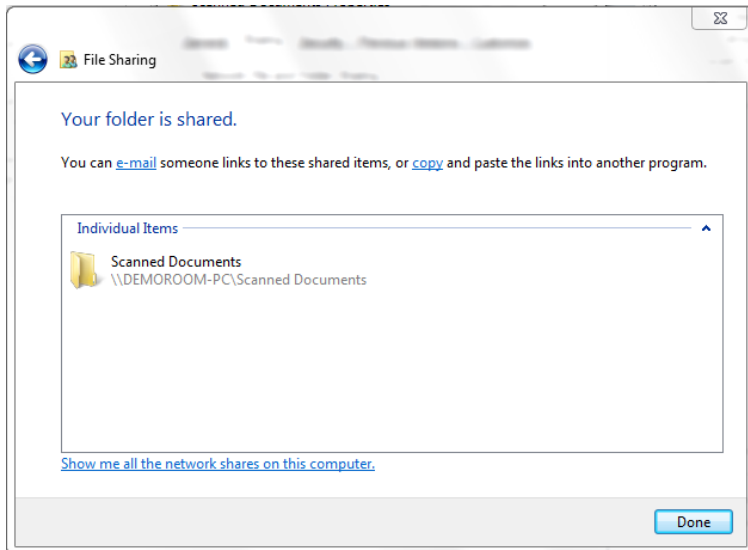 File Sharing
Your folder is shared.
You can e-mail someone links to these shared items, or copy and paste the links into another program.
Individual Items
Scanned Documents
\\DEMOROOM-PC\Scanned Documents
Show me all the network shares on this computer.
Done